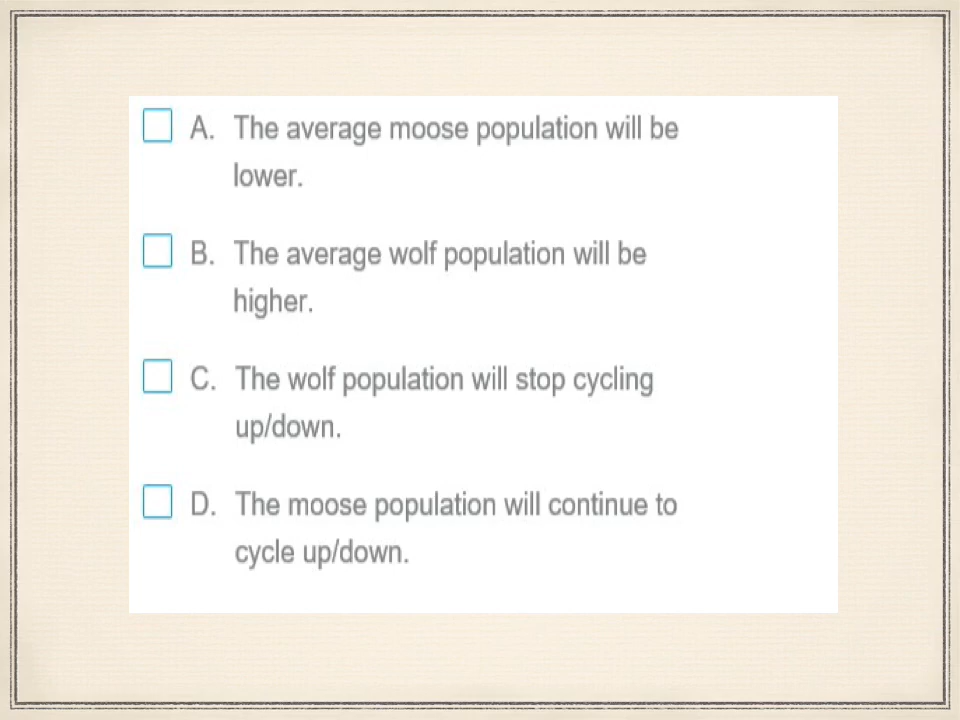 A. The average moose population will be
lower.
B. The average wolf population will be
higher.
C. The wolf population will stop cycling
up/down.
D. The moose population will continue to
cycle up/down.